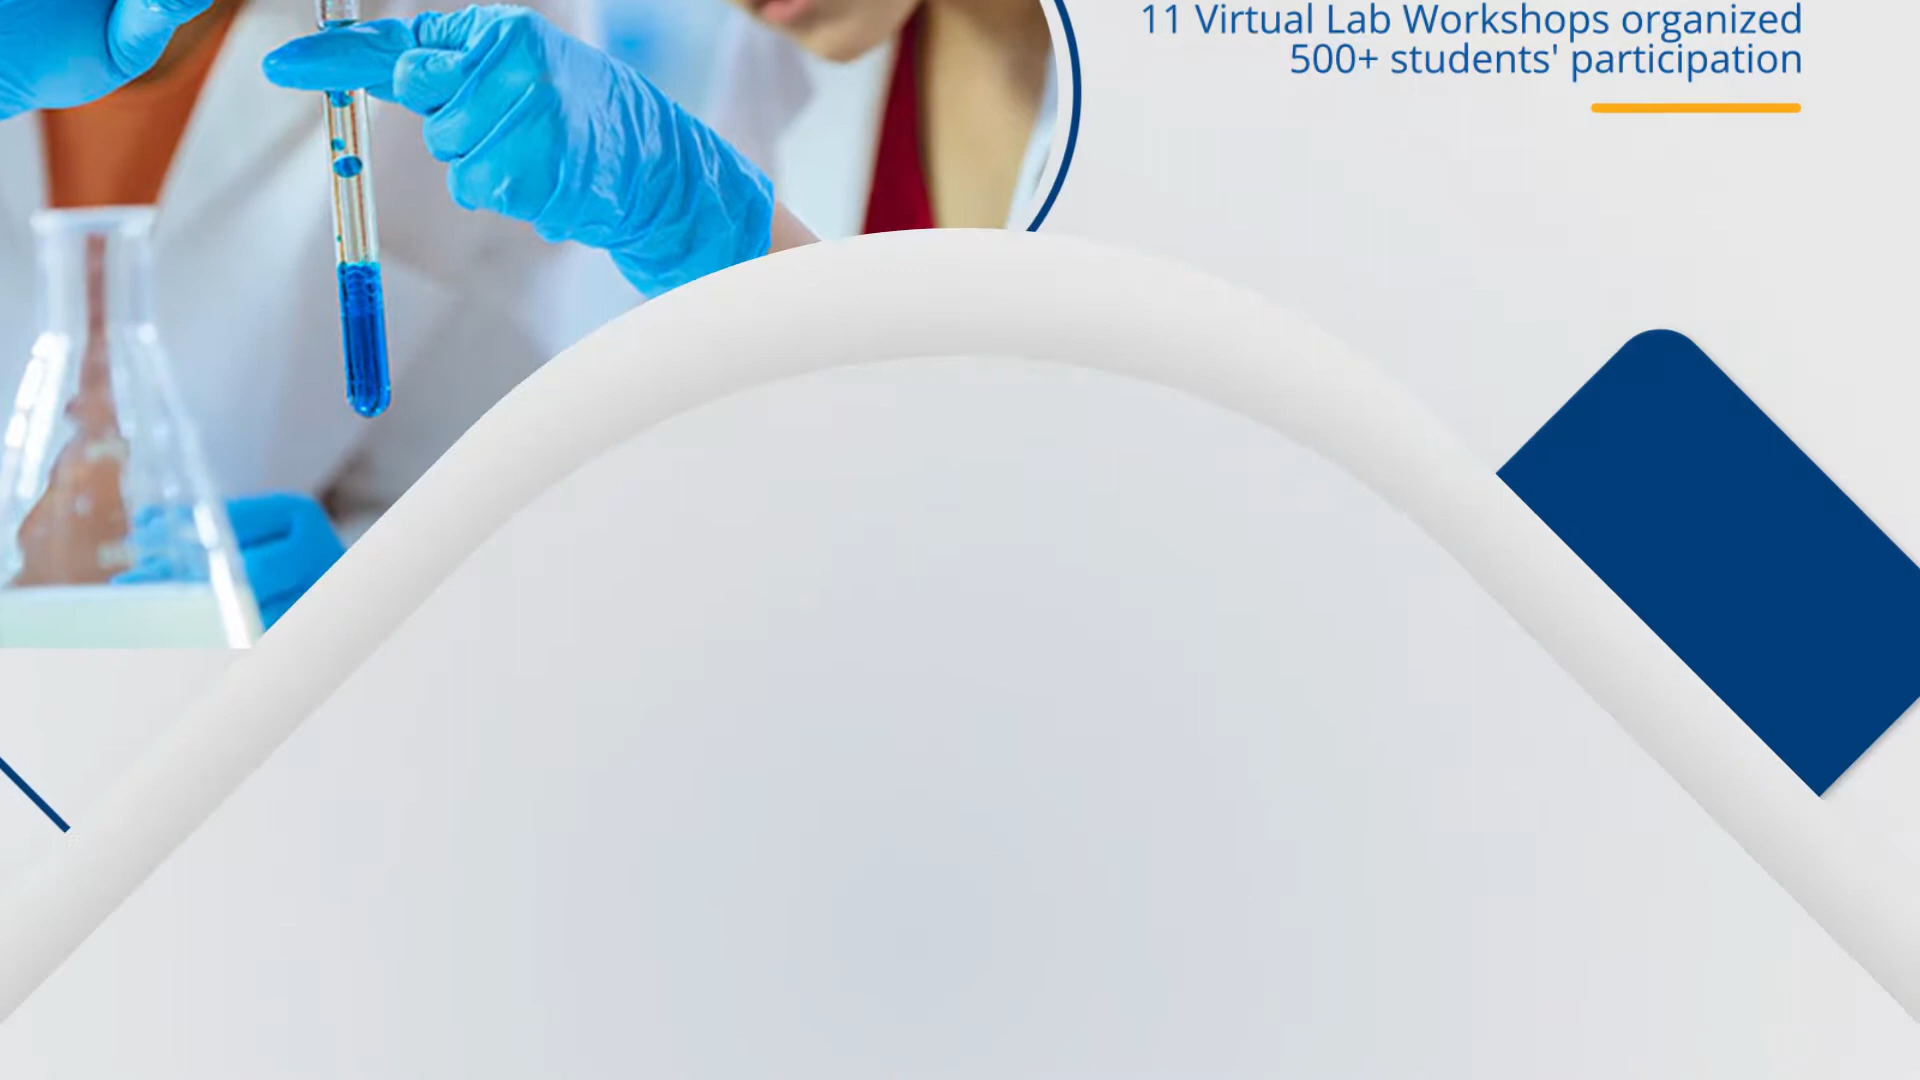 11 Virtual Lab Workshops organized
500+ students' participation